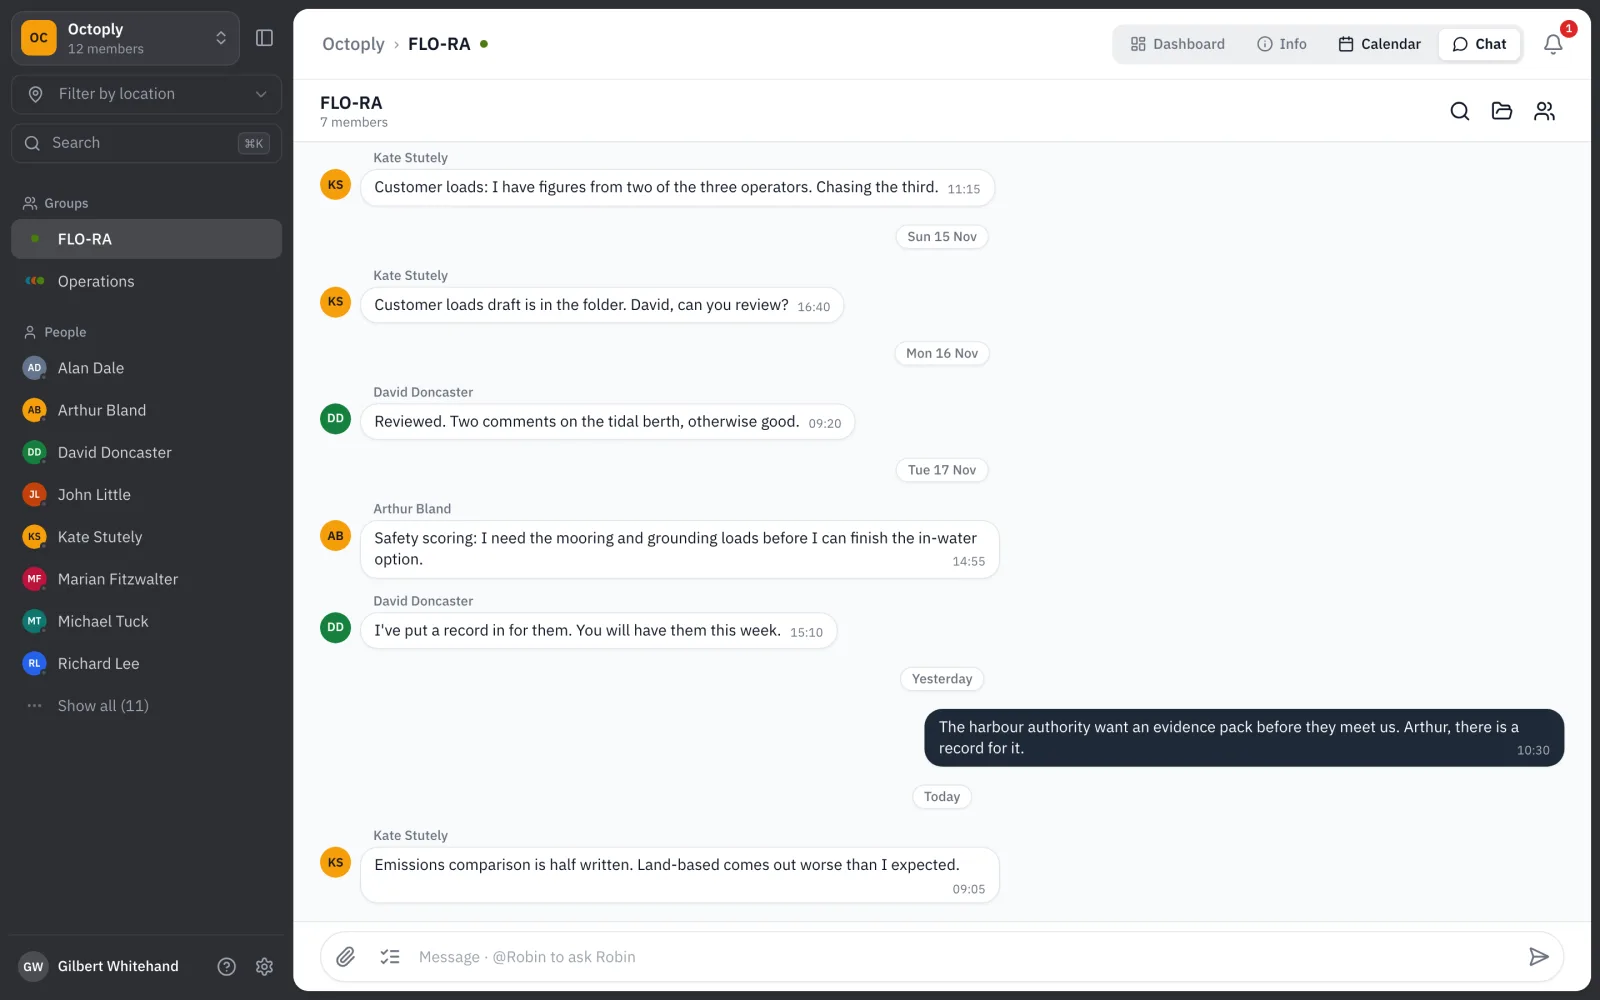 OC
Octoply
12 members
Filter by location
Search
⌘K
Groups
FLO-RA
Operations
People
AD Alan Dale
AB Arthur Bland
DD David Doncaster
JL John Little
KS Kate Stutely
MF Marian Fitzwalter
MT Michael Tuck
RL Richard Lee
Show all (11)
GW Gilbert Whitehand
Octoply › FLO-RA
Dashboard
Info
Calendar
Chat
1
FLO-RA
7 members
Kate Stutely
KS
Customer loads: I have figures from two of the three operators. Chasing the third. 11:15
Sun 15 Nov
Kate Stutely
KS
Customer loads draft is in the folder. David, can you review? 16:40
Mon 16 Nov
David Doncaster
DD
Reviewed. Two comments on the tidal berth, otherwise good. 09:20
Tue 17 Nov
Arthur Bland
AB
Safety scoring: I need the mooring and grounding loads before I can finish the in-water
option. 14:55
David Doncaster
DD
I've put a record in for them. You will have them this week. 15:10
Yesterday
The harbour authority want an evidence pack before they meet us. Arthur, there is a
record for it. 10:30
Today
Kate Stutely
KS
Emissions comparison is half written. Land-based comes out worse than I expected.
09:05
Message · @Robin to ask Robin